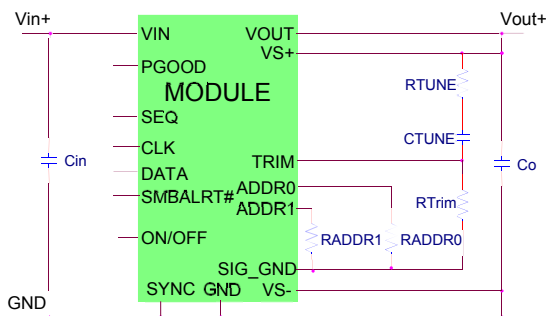 Vin+
Vout+
VIN
VOUT
VS+
PGOOD
RTUNE
MODULE
SEQ
CTUNE
CLK
TRIM
Cin
Co
DATA
ADDR0
SMBALRT#
RTrim
ADDR1
ON/OFF
RADDR1
RADDR0
SIG_GND
SYNC
GND
VS-
GND